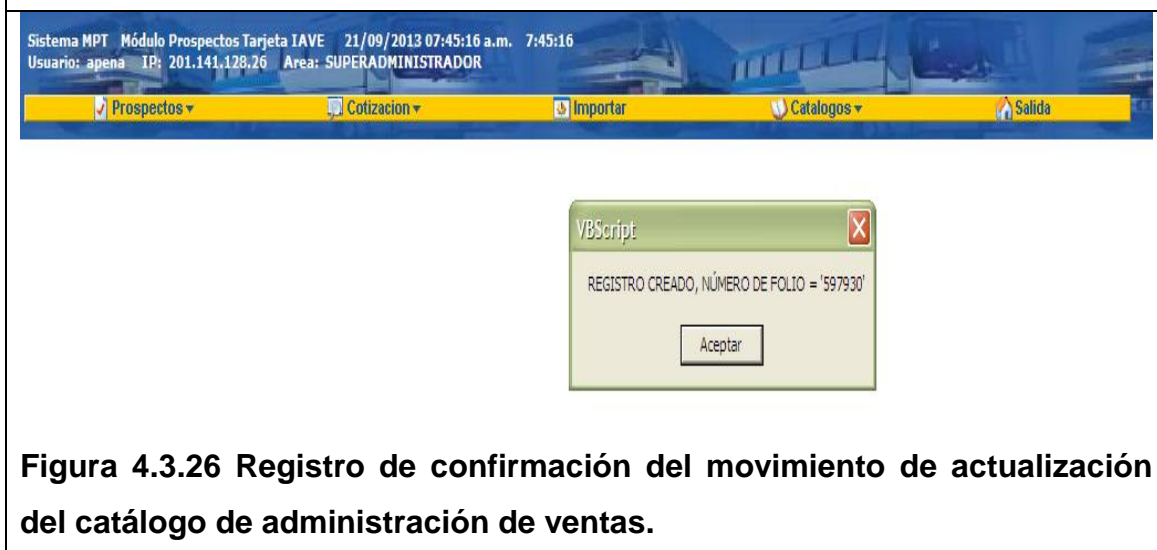 Sistema MPT Módulo Prospectos Tarjeta IAVE 21/09/2013 07:45:16 a.m. 7:45:16
Usuario: apena IP: 201.141.128.26 Area: SUPERADMINISTRADOR
Prospectos Cotizacion Importar Catalogos Salida
VBScript
REGISTRO CREADO, NÚMERO DE FOLIO = '597930'
Aceptar
Figura 4.3.26 Registro de confirmación del movimiento de actualización
del catálogo de administración de ventas.